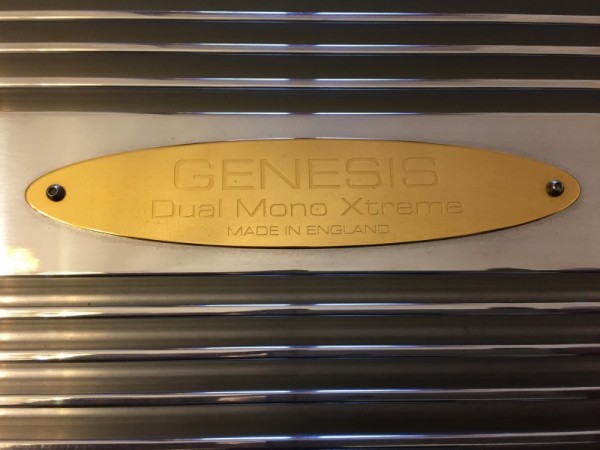 GENESIS
Dual Mono Xtreme
MADE IN ENGLAND